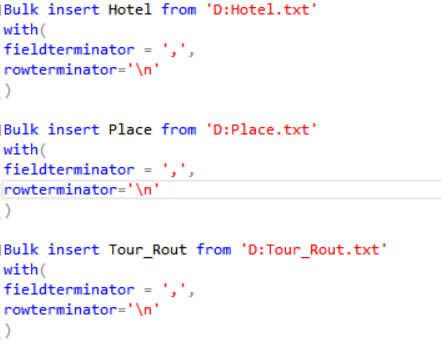 Bulk insert Hotel from 'D:Hotel.txt'
with(
fieldterminator = ',',
rowterminator='\n'
)
Bulk insert Place from 'D:Place.txt'
with(
fieldterminator = ',',
rowterminator='\n'
)
Bulk insert Tour_Rout from 'D:Tour_Rout.txt'
with(
fieldterminator = ',',
rowterminator='\n'
)